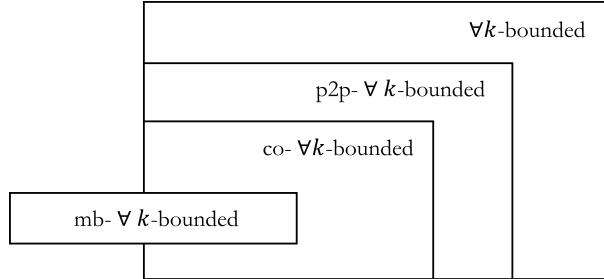 ∀k-bounded
p2p- ∀ k-bounded
co- ∀k-bounded
mb- ∀ k-bounded